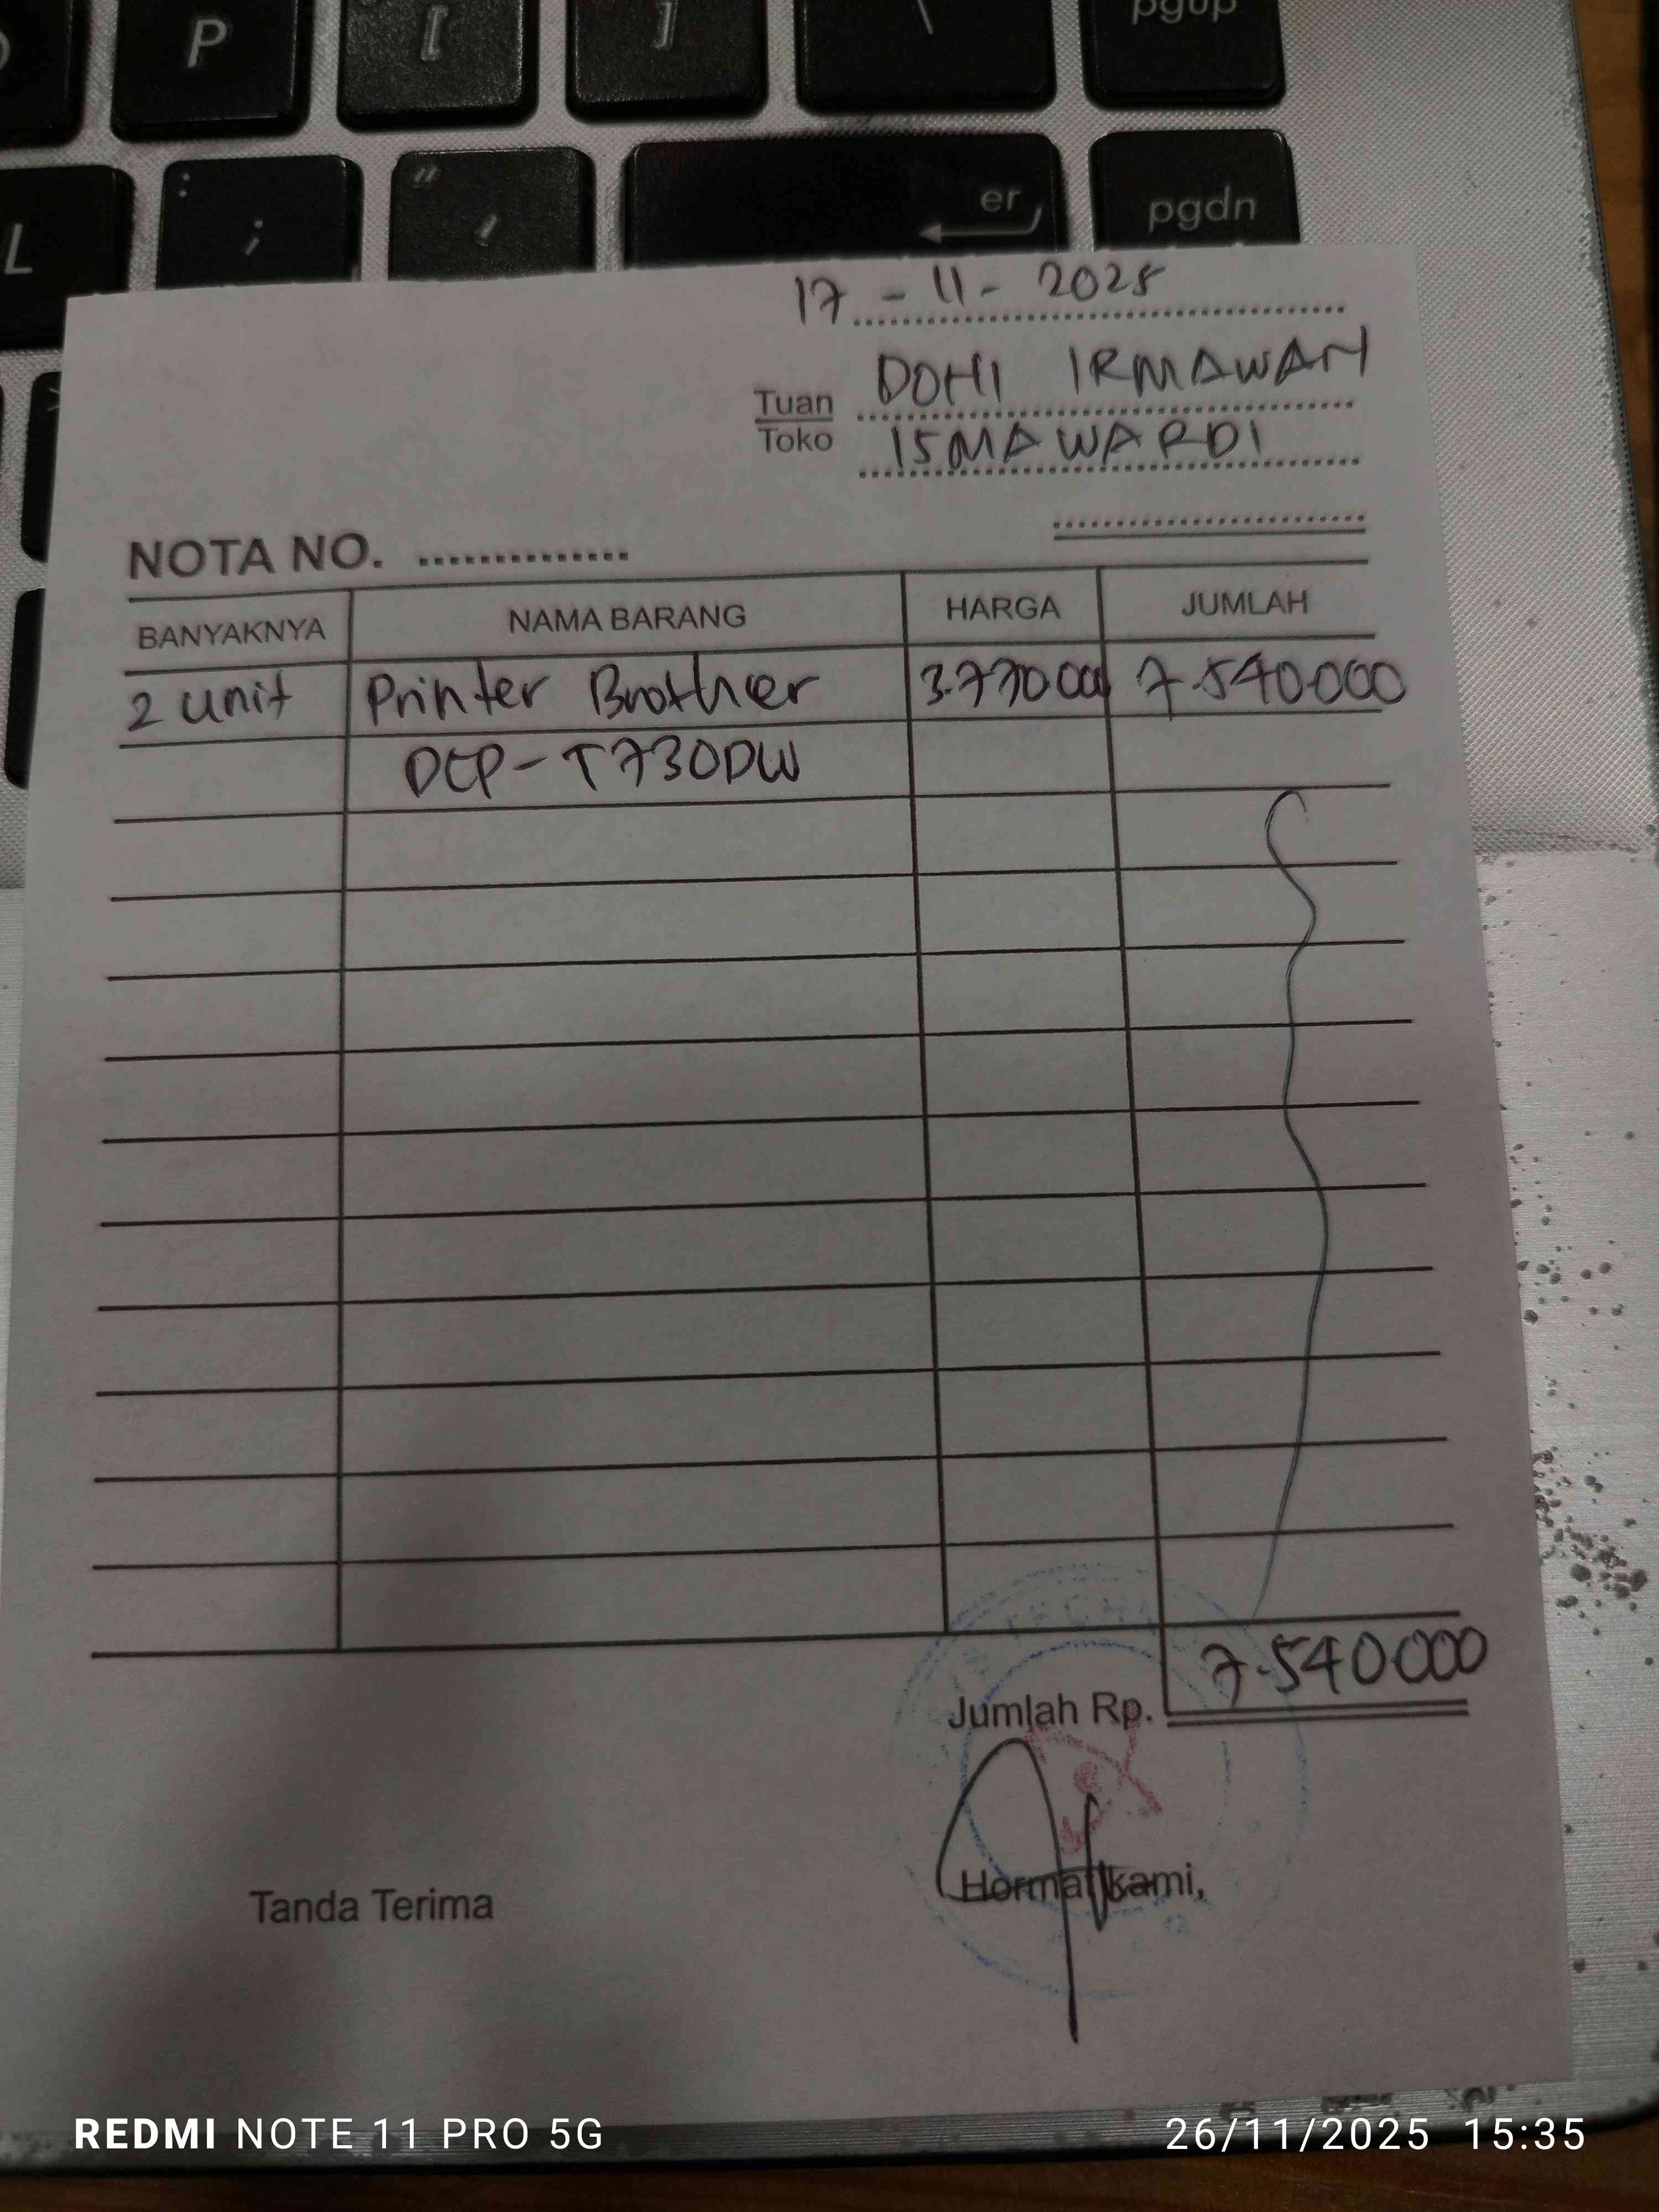 P [ ] \ pgup
L : ; " ' er pgdn
17 - 11 - 2025
Tuan DOHI IRMAWAH
Toko ISMAWARDI
NOTA NO. ..............
BANYAKNYA NAMA BARANG HARGA JUMLAH
2 unit Printer Brother 3.770.000 7.540.000
DCP-T730DW
7.540.000
Jumlah Rp.
Tanda Terima Hormat kami,
REDMI NOTE 11 PRO 5G 26/11/2025 15:35